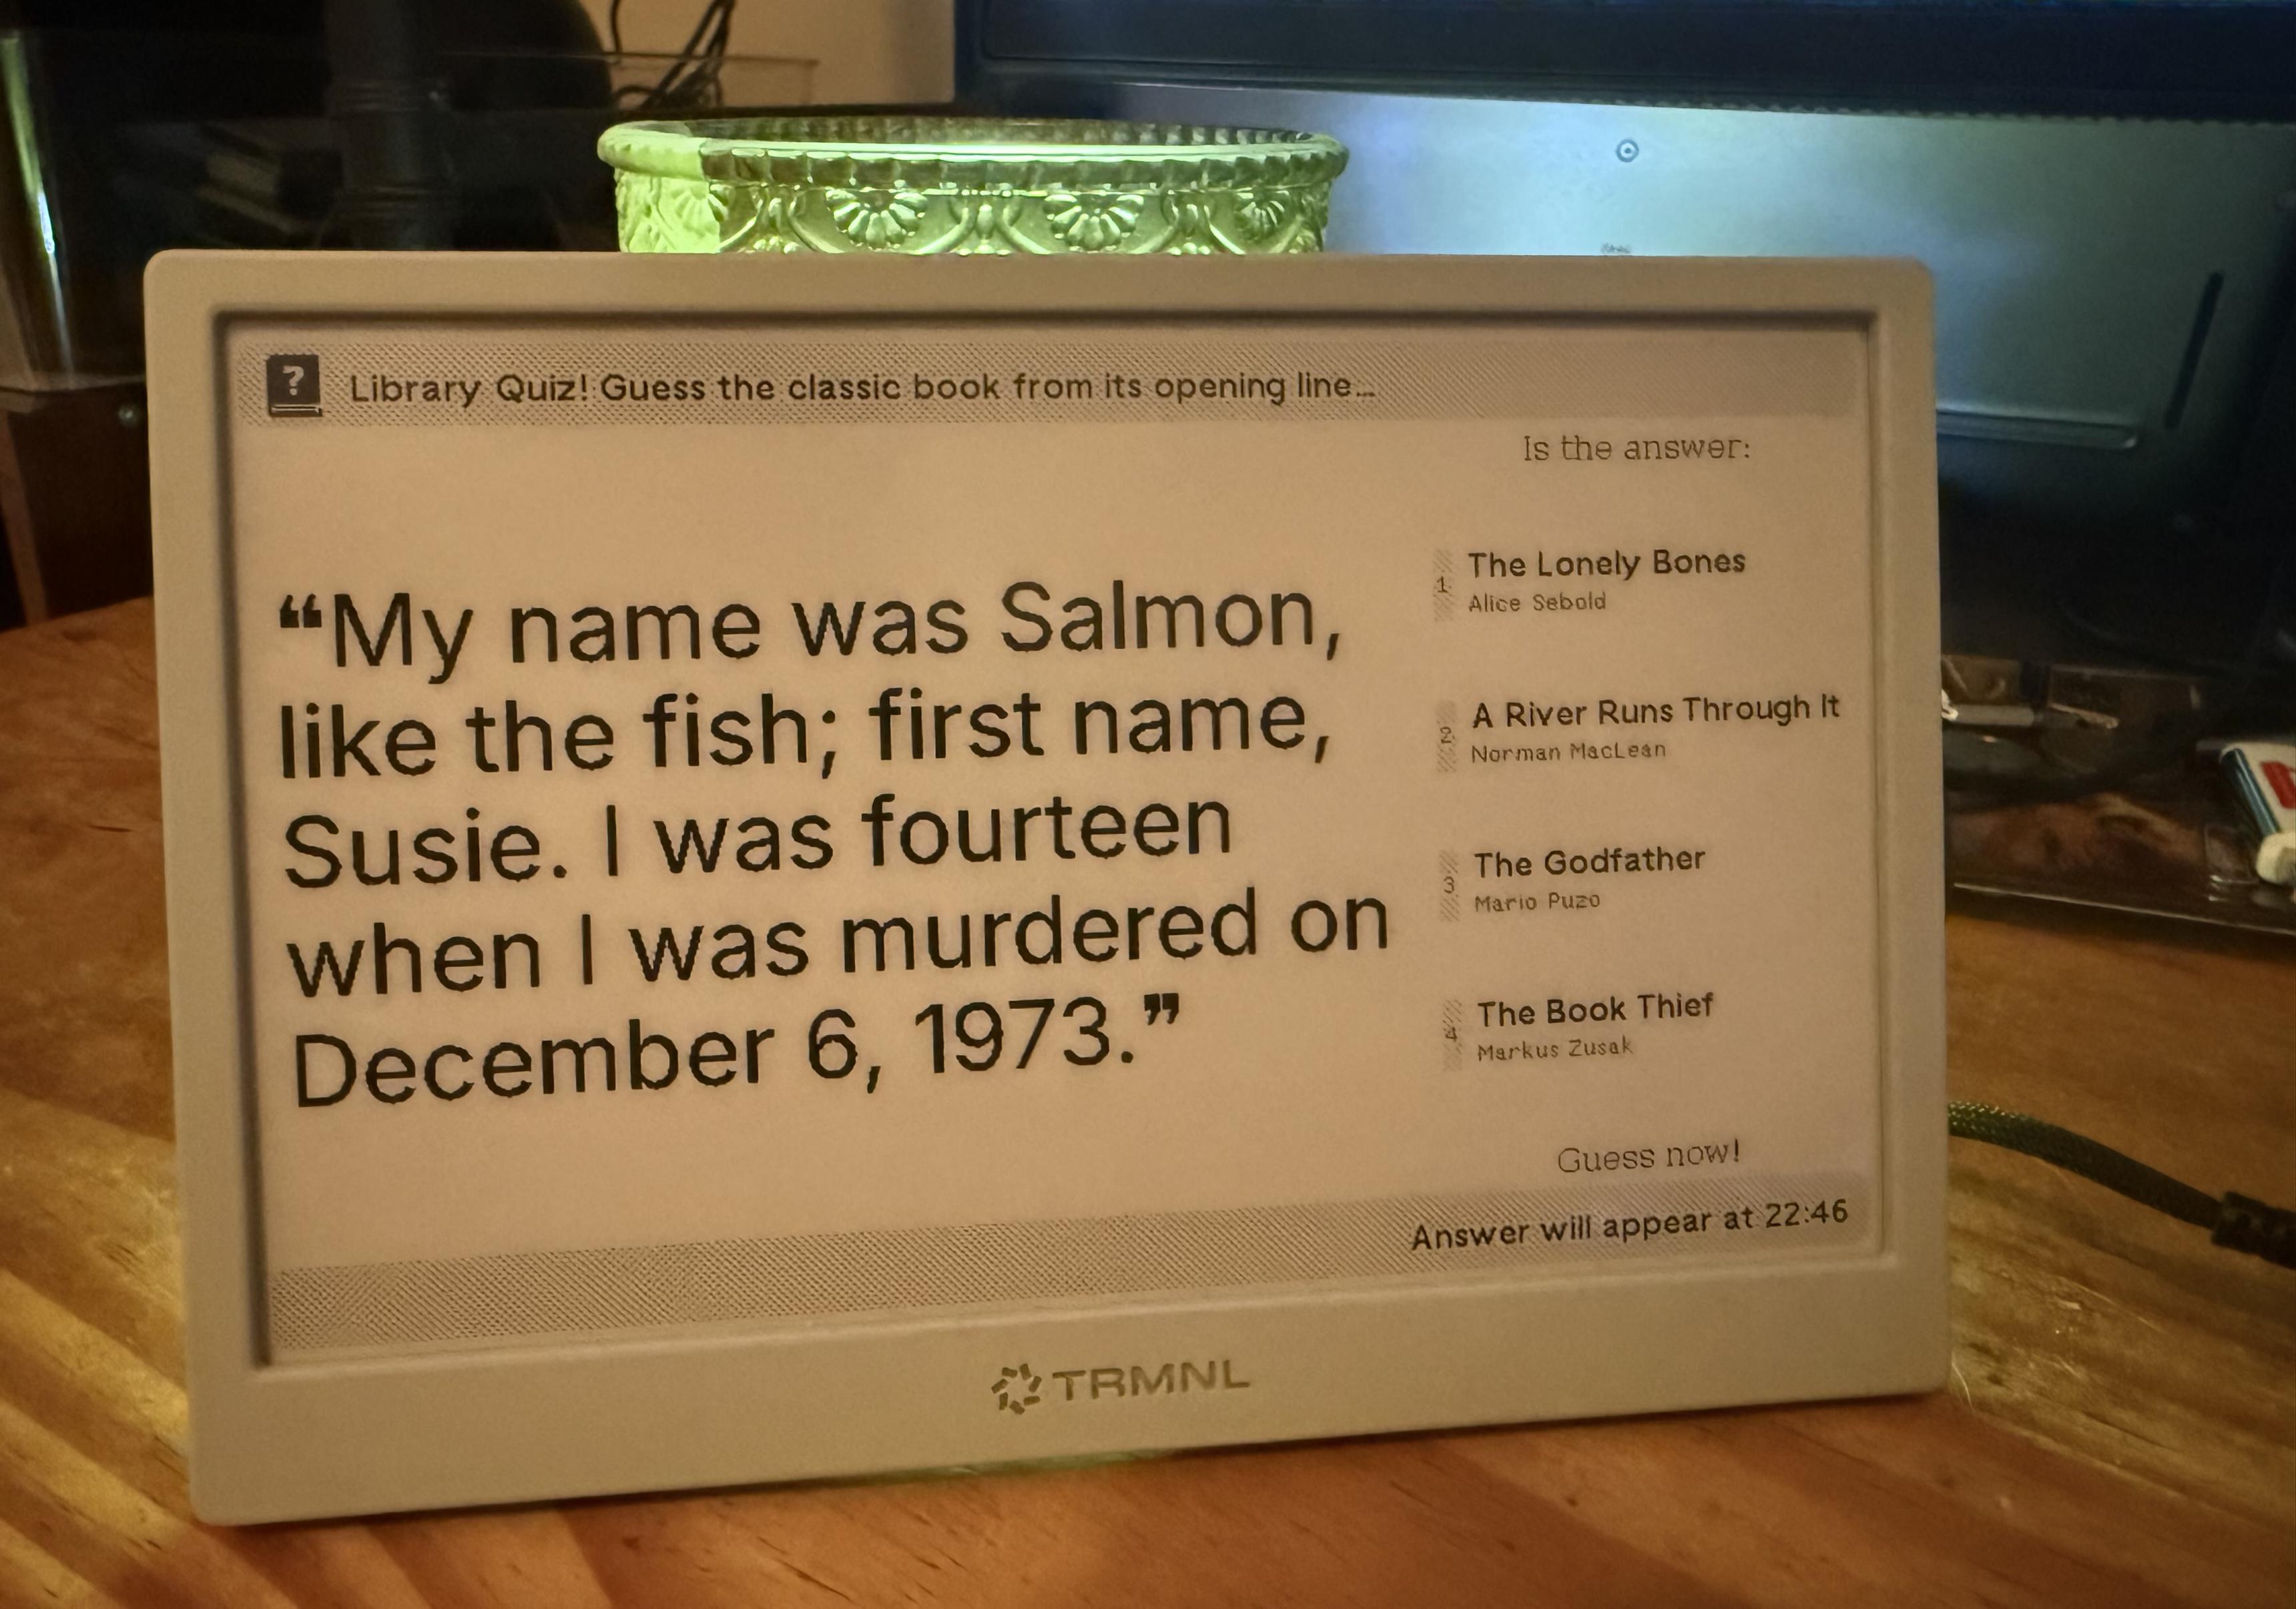 ?
Library Quiz! Guess the classic book from its opening line...
“My name was Salmon,
like the fish; first name,
Susie. I was fourteen
when I was murdered on
December 6, 1973.”
Is the answer:
1
The Lonely Bones
Alice Sebold
2
A River Runs Through It
Norman MacLean
3
The Godfather
Mario Puzo
4
The Book Thief
Markus Zusak
Guess now!
Answer will appear at 22:46
TRMNL